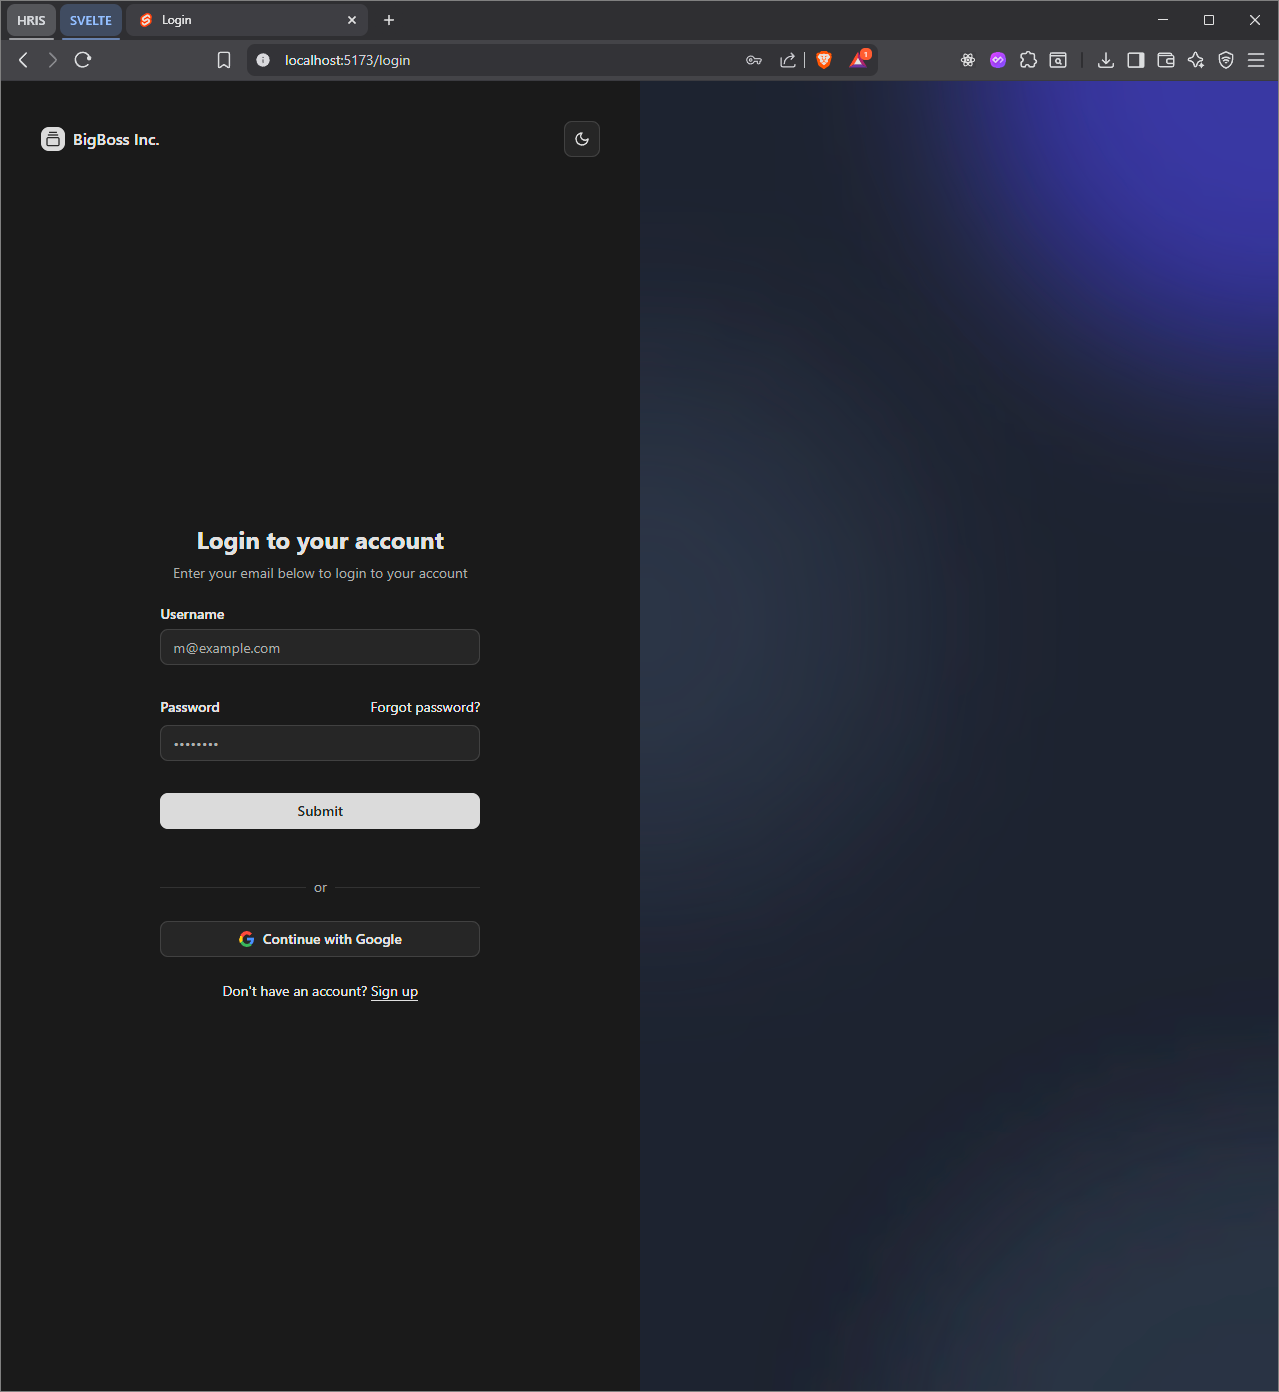 HRIS
SVELTE
Login
localhost:5173/login
1
BigBoss Inc.
Login to your account
Enter your email below to login to your account
Username
m@example.com
Password
Forgot password?
••••••••
Submit
or
Continue with Google
Don't have an account? Sign up